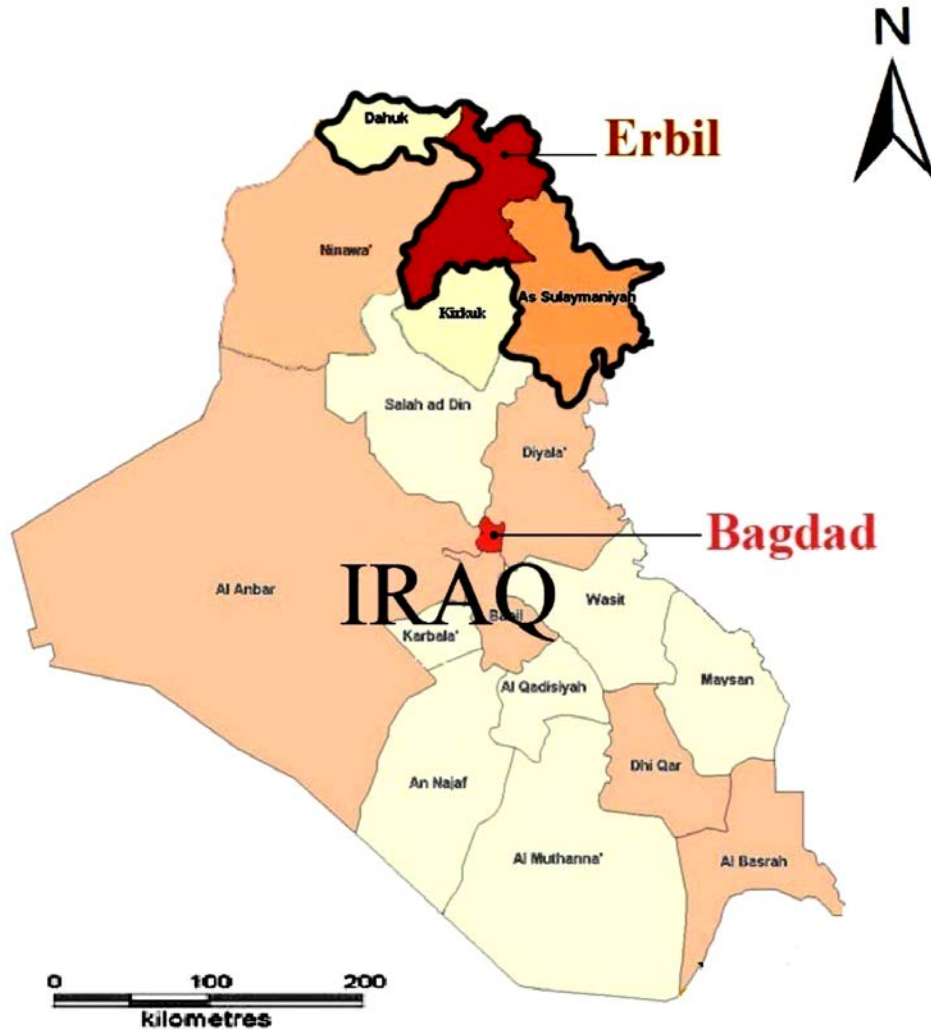 N
Dahuk
Erbil
Ninawa'
As Sulaymaniyah
Kirkuk
Salah ad Din
Diyala'
Bagdad
Al Anbar
IRAQ
Wasit
Babil
Karbala'
Maysan
Al Qadisiyah
Dhi Qar
An Najaf
Al Muthanna'
Al Basrah
0 100 200
kilometres